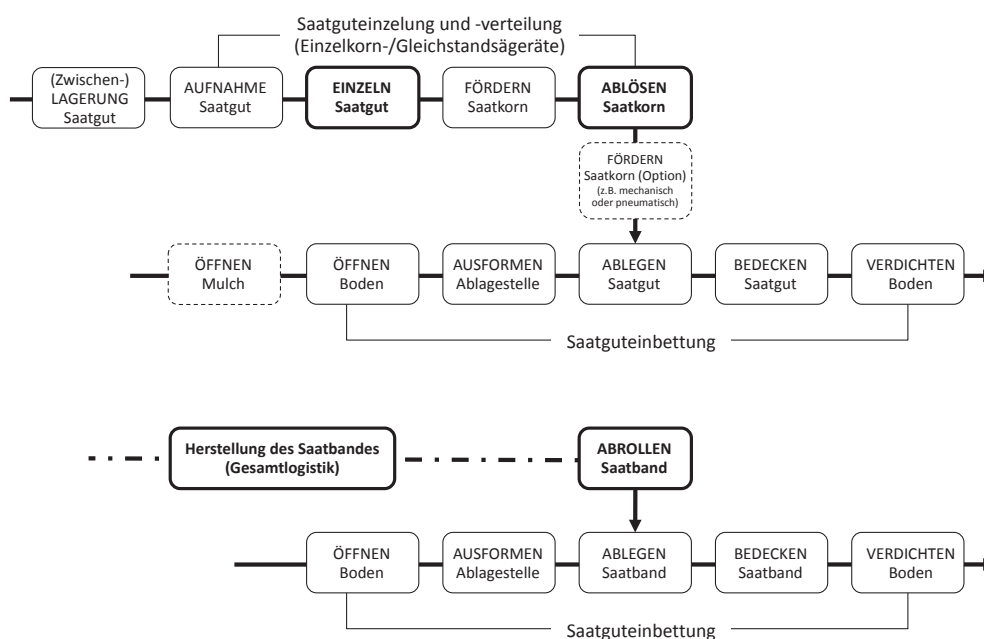 Saatguteinzelung und -verteilung
(Einzelkorn-/Gleichstandsägeräte)
(Zwischen-)
LAGERUNG
Saatgut
AUFNAHME
Saatgut
EINZELN
Saatgut
FÖRDERN
Saatkorn
ABLÖSEN
Saatkorn
FÖRDERN
Saatkorn (Option)
(z.B. mechanisch
oder pneumatisch)
ÖFFNEN
Mulch
ÖFFNEN
Boden
AUSFORMEN
Ablagestelle
ABLEGEN
Saatgut
BEDECKEN
Saatgut
VERDICHTEN
Boden
Saatguteinbettung
Herstellung des Saatbandes
(Gesamtlogistik)
ABROLLEN
Saatband
ÖFFNEN
Boden
AUSFORMEN
Ablagestelle
ABLEGEN
Saatband
BEDECKEN
Saatband
VERDICHTEN
Boden
Saatguteinbettung